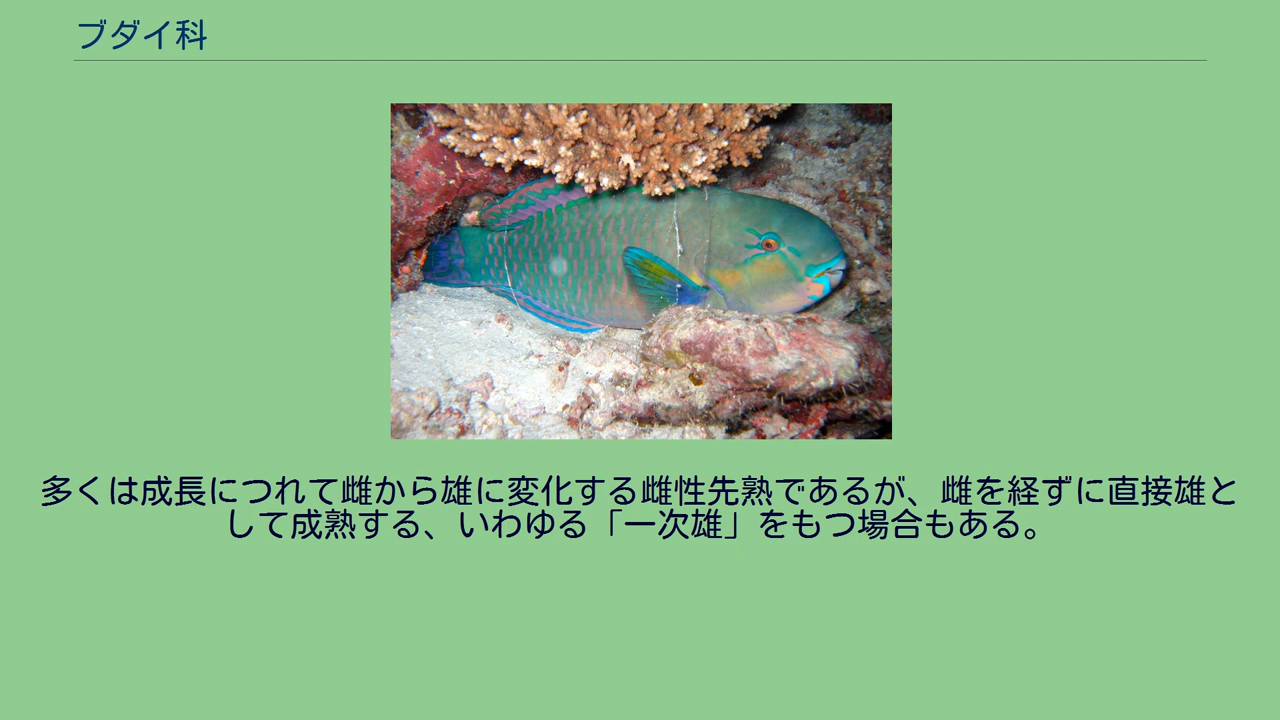 ブダイ科
多くは成長につれて雌から雄に変化する雌性先熟であるが、雌を経ずに直接雄と
して成熟する、いわゆる「一次雄」をもつ場合もある。